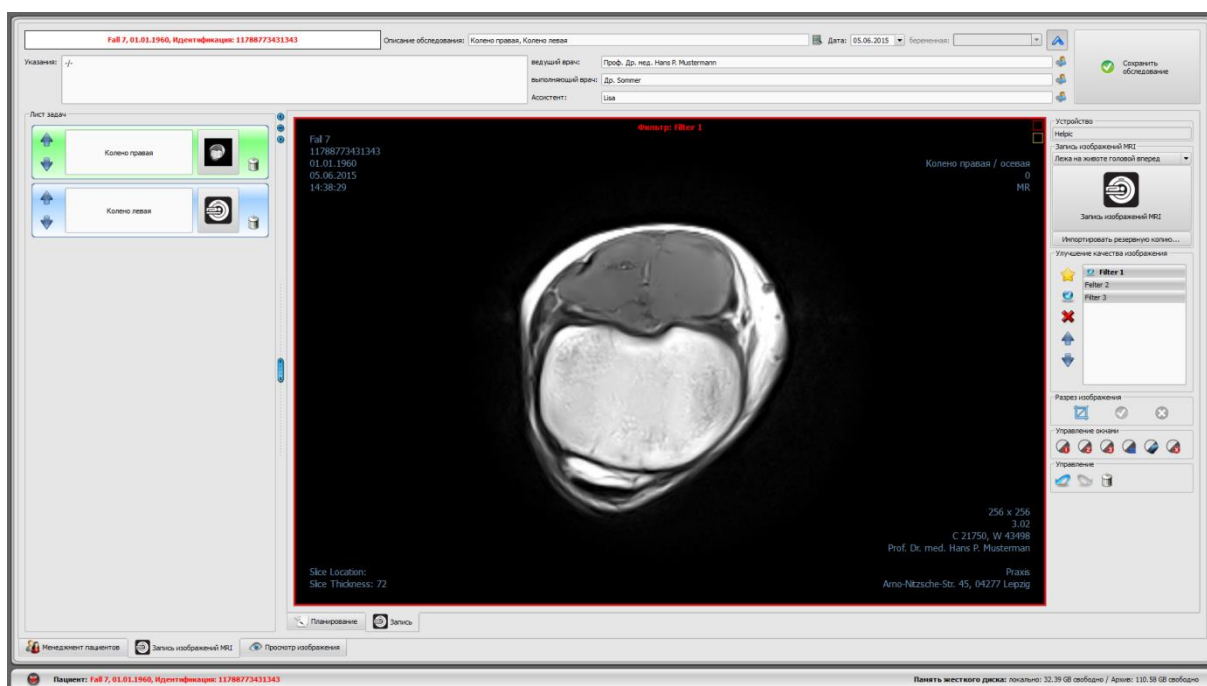 Fall 7, 01.01.1960, Идентификация: 11788773431343
Описание обследования: Колено правая, Колено левая
Дата: 05.06.2015
беременная:
Сохранить
обследование
Указания: -/-
ведущий врач: Проф. Др. мед. Hans P. Mustermann
выполняющий врач: Др. Sommer
Ассистент: Lisa
Лист задач
Колено правая
Колено левая
Фильтр: Filter 1
Fall 7
11788773431343
01.01.1960
05.06.2015
14:38:29
Колено правая / осевая
0
MR
256 x 256
3.02
C 21750, W 43498
Prof. Dr. med. Hans P. Musterman
Slice Location:
Slice Thickness: 72
Praxis
Arno-Nitzsche-Str. 45, 04277 Leipzig
Устройство
Helpic
Запись изображений MRI
Лежа на животе головой вперед
Запись изображений MRI
Импортировать резервную копию...
Улучшение качества изображения
Filter 1
Felter 2
Filter 3
Разрез изображения
Управление окнами
Управление
Планирование
Запись
Менеджмент пациентов
Запись изображений MRI
Просмотр изображения
Пациент: Fall 7, 01.01.1960, Идентификация: 11788773431343
Память жесткого диска: локально: 32.39 GB свободно / Архив: 110.58 GB свободно